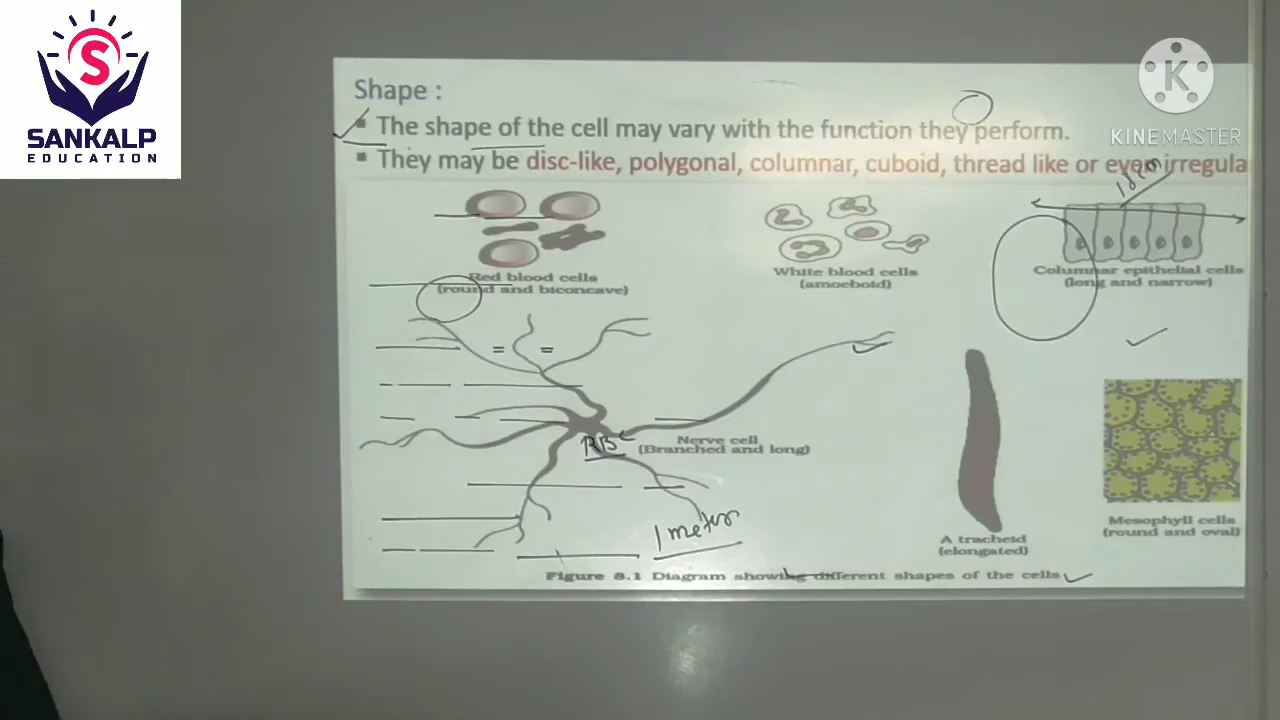 S
SANKALP
EDUCATION
K
KINEMASTER
Shape :
▪ The shape of the cell may vary with the function they perform.
▪ They may be disc-like, polygonal, columnar, cuboid, thread like or even irregula
18cm
Red blood cells
(round and biconcave)
White blood cells
(amoeboid)
Columnar epithelial cells
(long and narrow)
RBC
Nerve cell
(Branched and long)
1 meter
A tracheid
(elongated)
Mesophyll cells
(round and oval)
Figure 8.1 Diagram showing different shapes of the cells